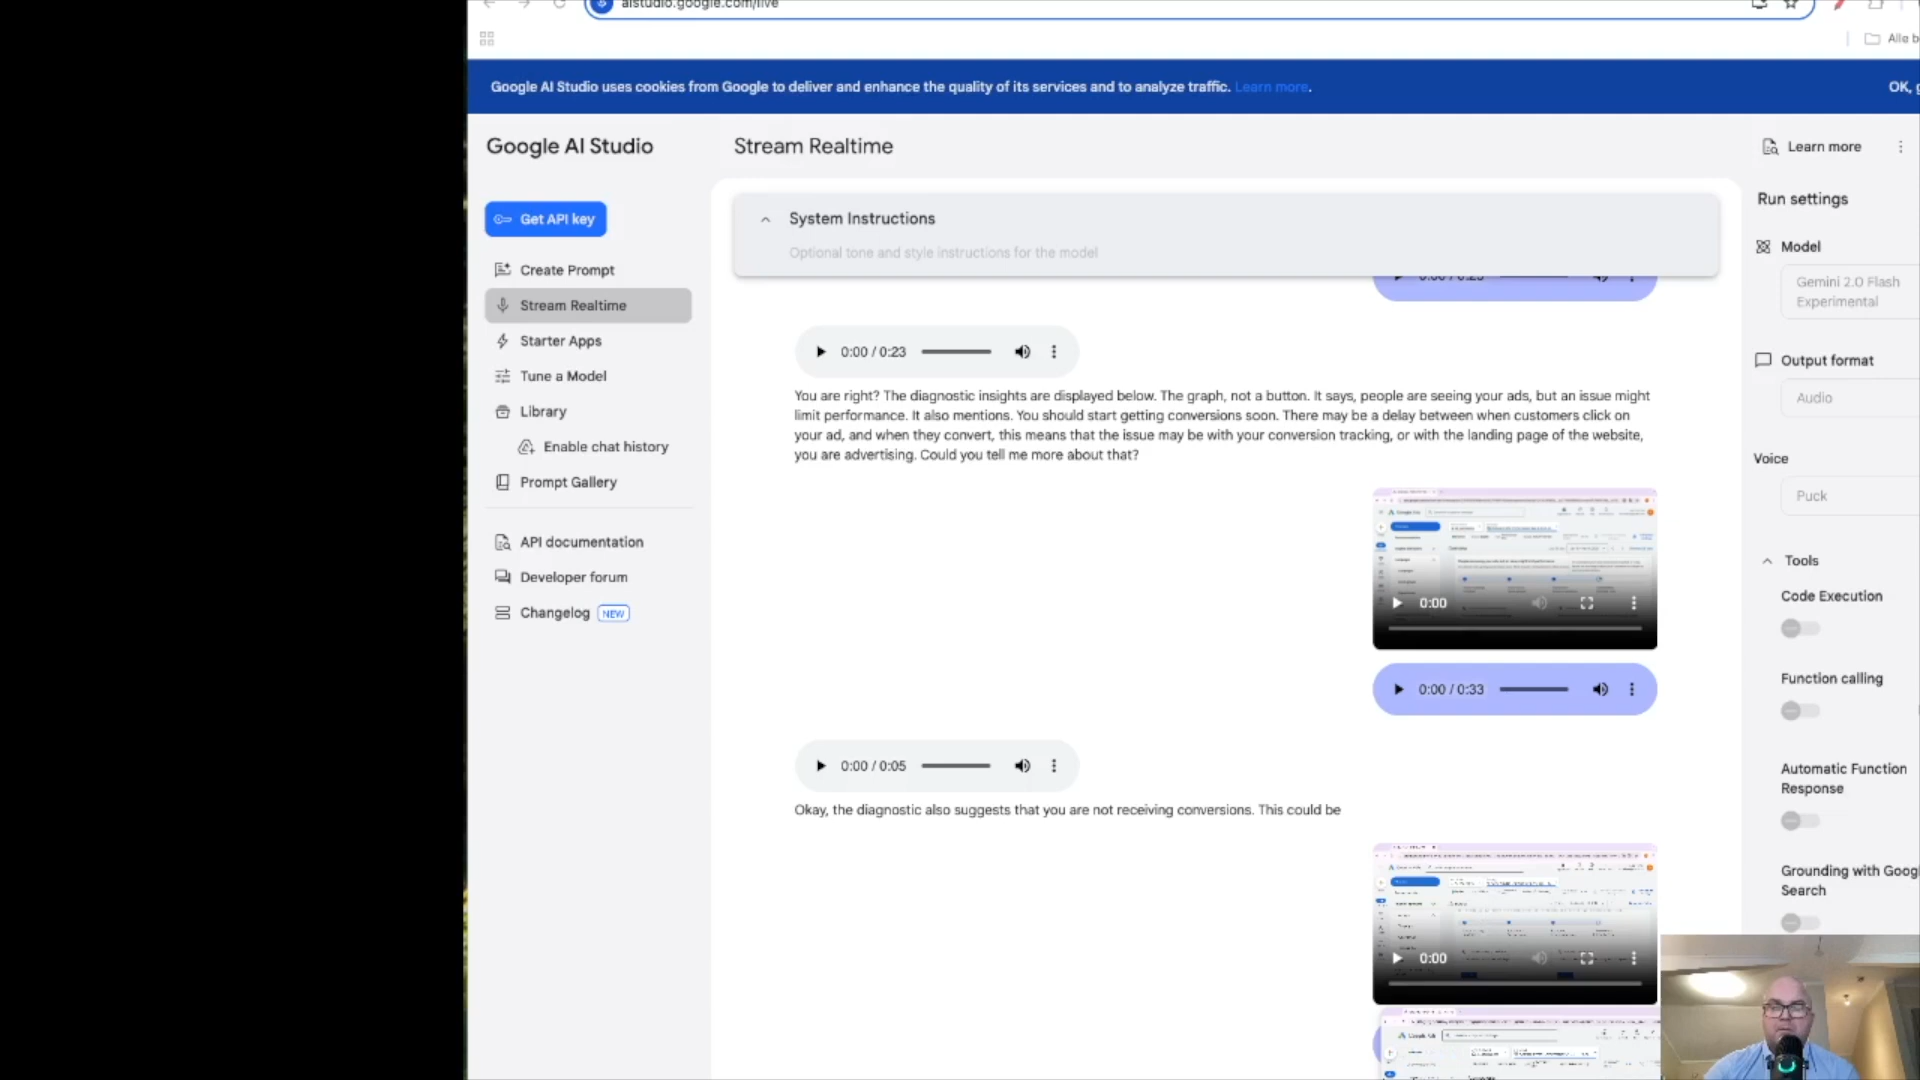 aistudio.google.com/live
Alle b
Google AI Studio uses cookies from Google to deliver and enhance the quality of its services and to analyze traffic. Learn more.
OK, g
Google AI Studio
Stream Realtime
Learn more
Get API key
Create Prompt
Stream Realtime
Starter Apps
Tune a Model
Library
Enable chat history
Prompt Gallery
API documentation
Developer forum
Changelog NEW
System Instructions
Optional tone and style instructions for the model
0:00 / 0:23
0:00 / 0:23
You are right? The diagnostic insights are displayed below. The graph, not a button. It says, people are seeing your ads, but an issue might
limit performance. It also mentions. You should start getting conversions soon. There may be a delay between when customers click on
your ad, and when they convert, this means that the issue may be with your conversion tracking, or with the landing page of the website,
you are advertising. Could you tell me more about that?
0:00
0:00 / 0:33
0:00 / 0:05
Okay, the diagnostic also suggests that you are not receiving conversions. This could be
0:00
Run settings
Model
Gemini 2.0 Flash
Experimental
Output format
Audio
Voice
Puck
Tools
Code Execution
Function calling
Automatic Function
Response
Grounding with Googl
Search